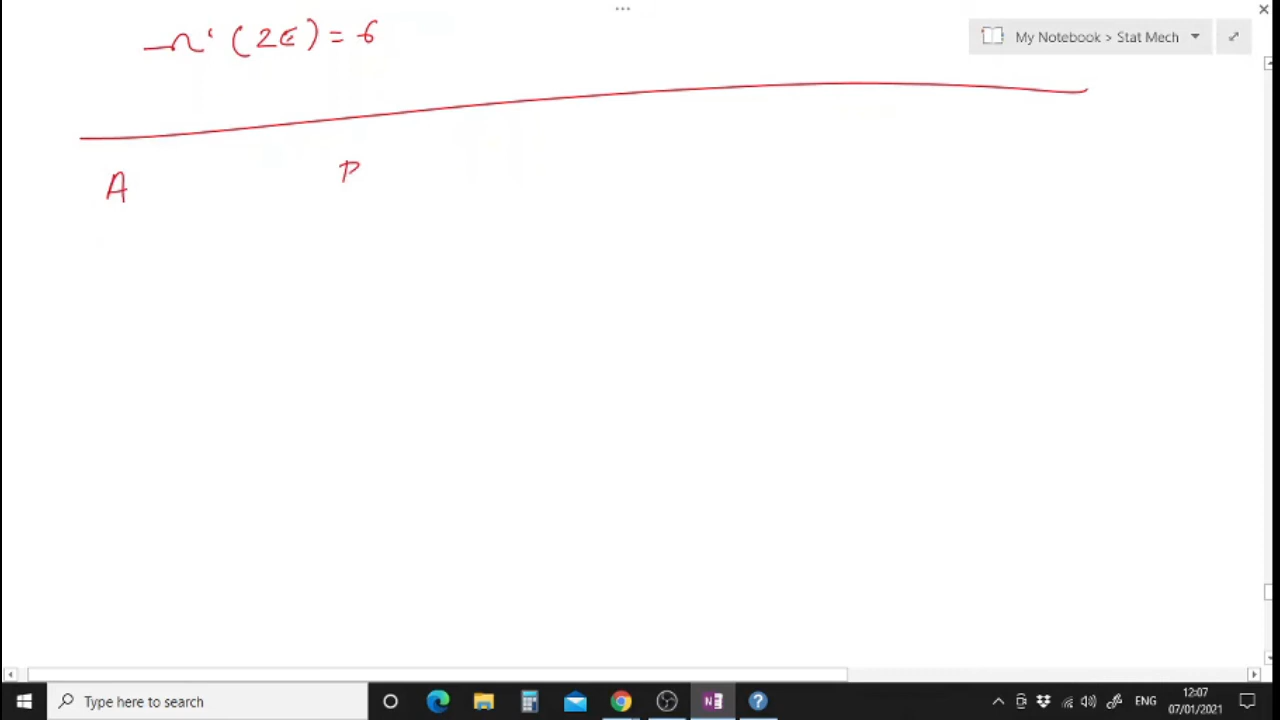 Ω'(2ϵ) = 6
My Notebook > Stat Mech
A
Type here to search
ENG
12:07
07/01/2021